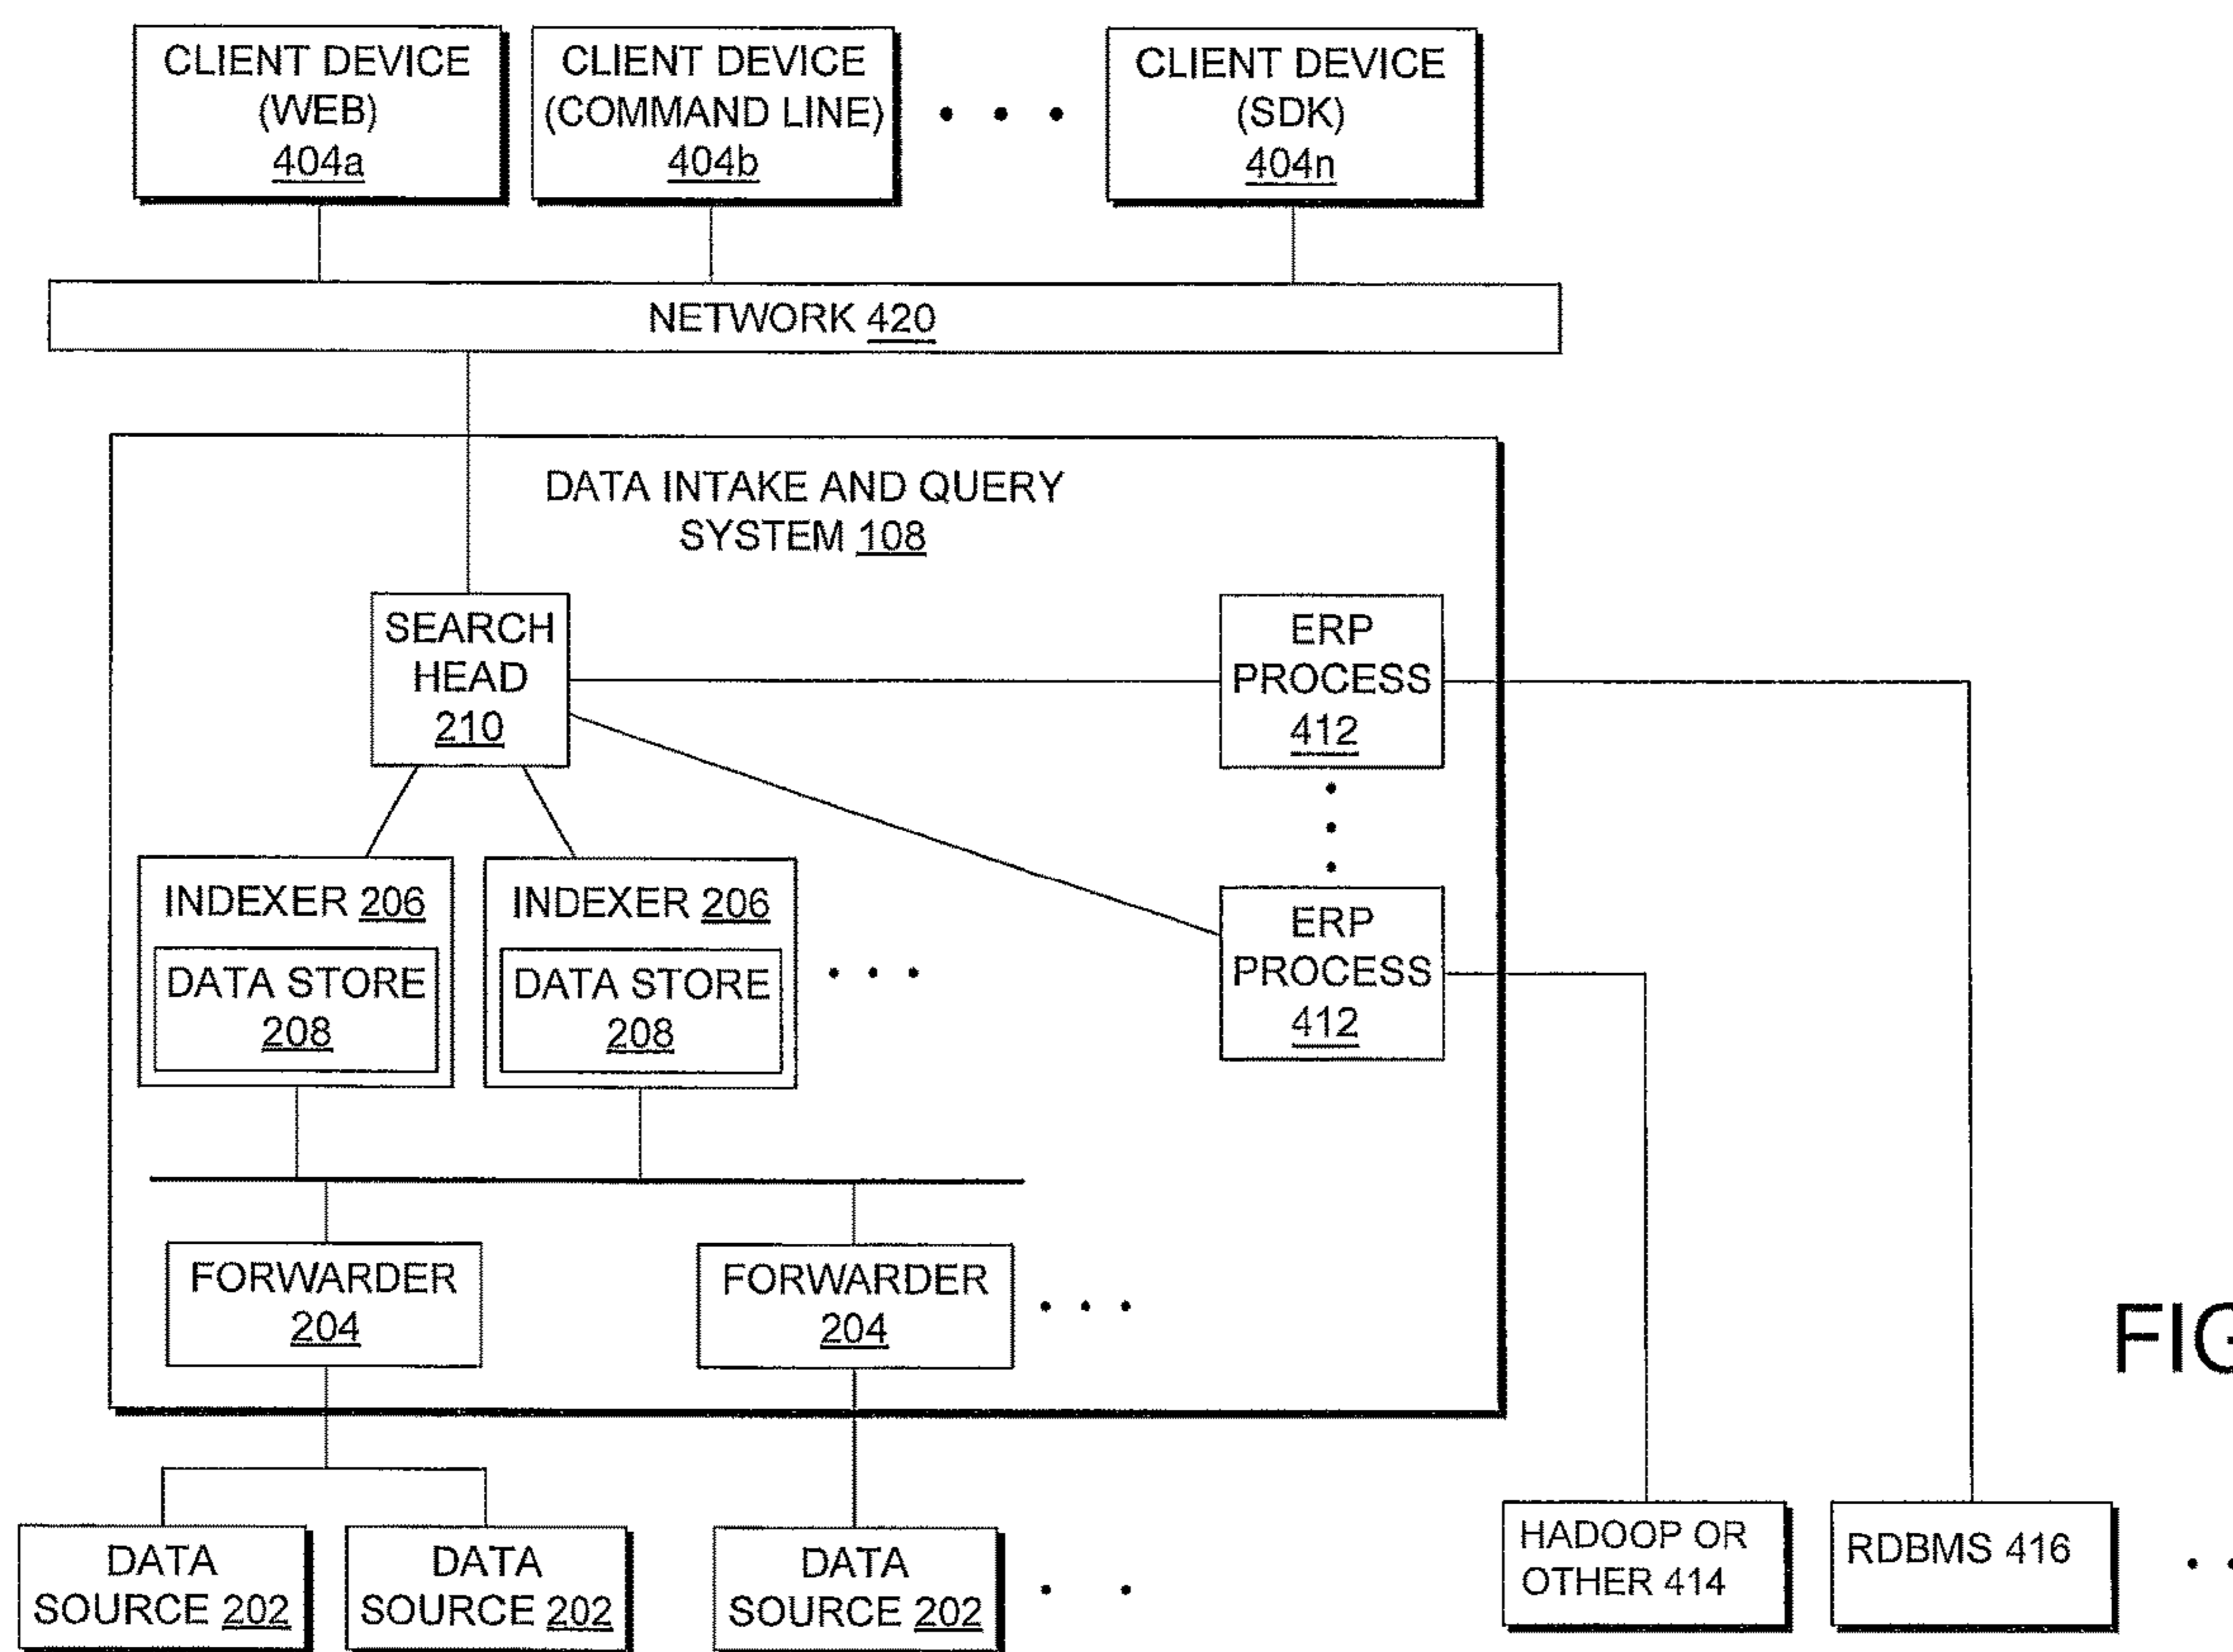 CLIENT DEVICE
(WEB)
404a
CLIENT DEVICE
(COMMAND LINE)
404b
CLIENT DEVICE
(SDK)
404n
NETWORK 420
DATA INTAKE AND QUERY
SYSTEM 108
SEARCH
HEAD
210
ERP
PROCESS
412
INDEXER 206
DATA STORE
208
INDEXER 206
DATA STORE
208
ERP
PROCESS
412
FORWARDER
204
FORWARDER
204
DATA
SOURCE 202
DATA
SOURCE 202
DATA
SOURCE 202
HADOOP OR
OTHER 414
RDBMS 416